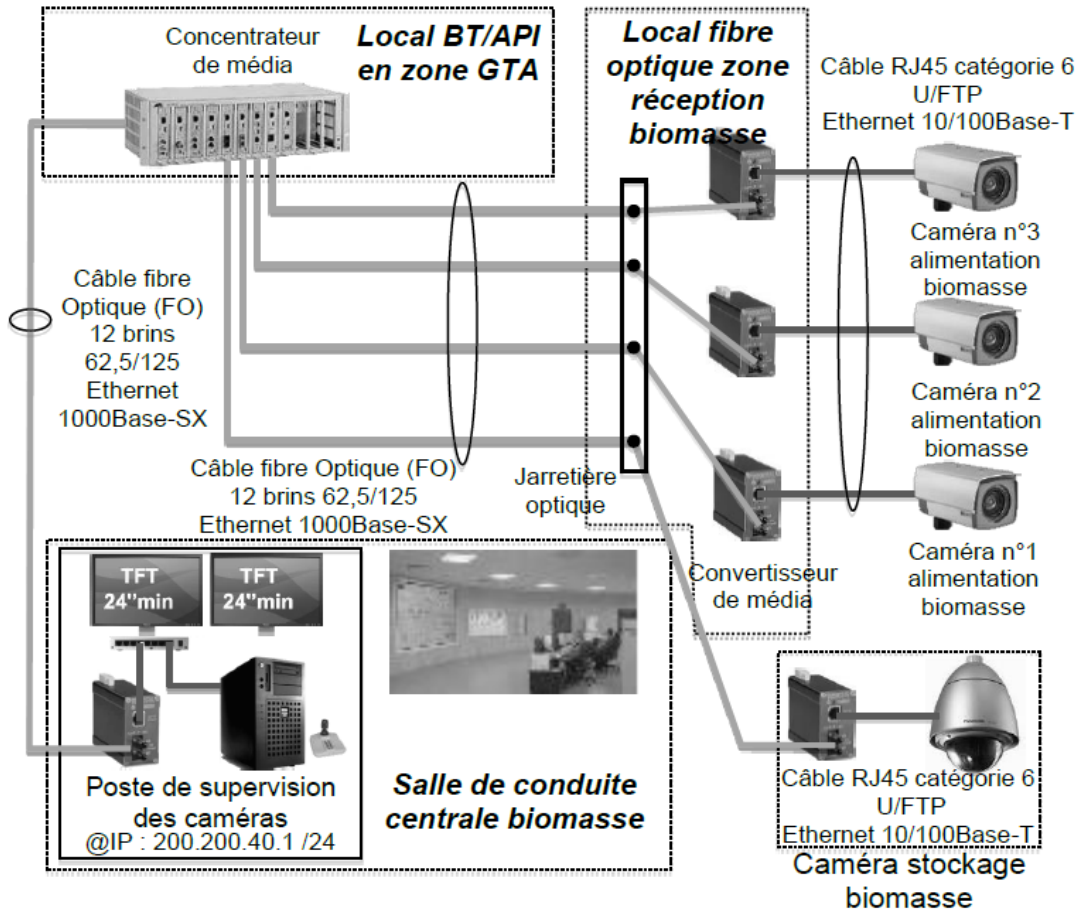 Concentrateur
de média
Local BT/API
en zone GTA
Local fibre
optique zone
réception
biomasse
Câble RJ45 catégorie 6
U/FTP
Ethernet 10/100Base-T
Caméra n°3
alimentation
biomasse
Câble fibre
Optique (FO)
12 brins
62,5/125
Ethernet
1000Base-SX
Caméra n°2
alimentation
biomasse
Câble fibre Optique (FO)
12 brins 62,5/125
Ethernet 1000Base-SX
Jarretière
optique
Caméra n°1
alimentation
biomasse
Convertisseur
de média
TFT
24"min
TFT
24"min
Poste de supervision
des caméras
@IP : 200.200.40.1 /24
Salle de conduite
centrale biomasse
Câble RJ45 catégorie 6
U/FTP
Ethernet 10/100Base-T
Caméra stockage
biomasse